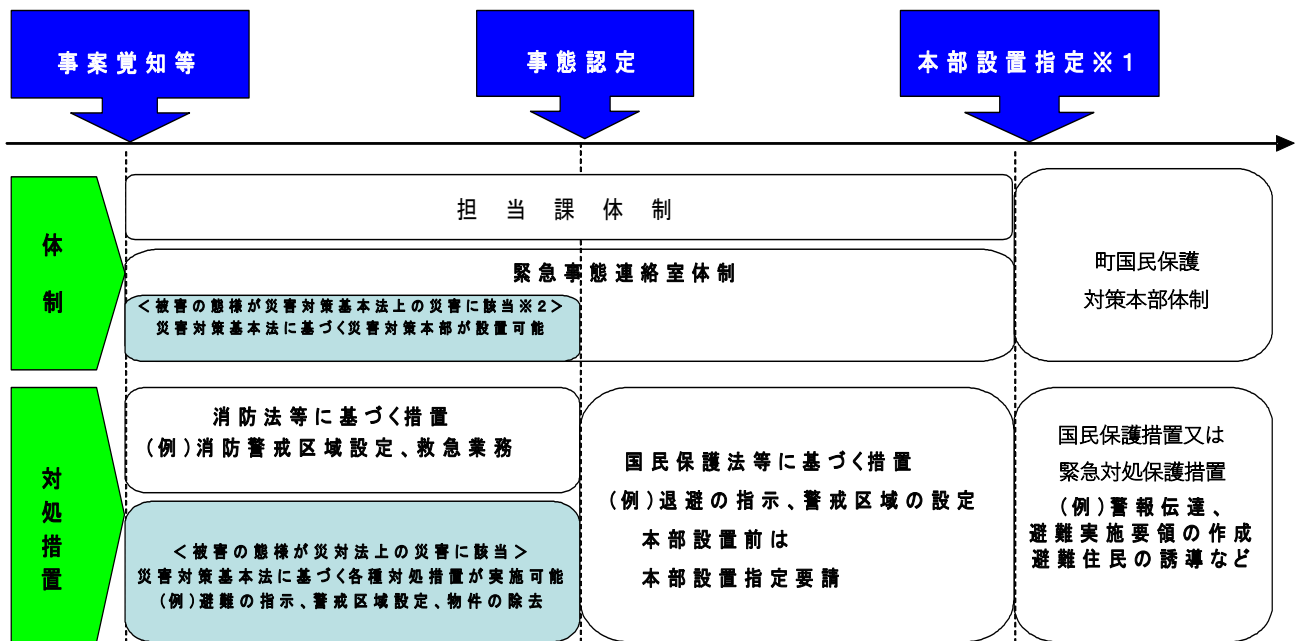 事案覚知等
事態認定
本部設置指定※1
体制
担当課体制
緊急事態連絡室体制
＜被害の態様が災害対策基本法上の災害に該当※2＞
災害対策基本法に基づく災害対策本部が設置可能
町国民保護
対策本部体制
対処措置
消防法等に基づく措置
(例)消防警戒区域設定、救急業務
＜被害の態様が災対法上の災害に該当＞
災害対策基本法に基づく各種対処措置が実施可能
(例)避難の指示、警戒区域設定、物件の除去
国民保護法等に基づく措置
(例)退避の指示、警戒区域の設定
本部設置前は
本部設置指定要請
国民保護措置又は
緊急対処保護措置
(例)警報伝達、
避難実施要領の作成
避難住民の誘導など